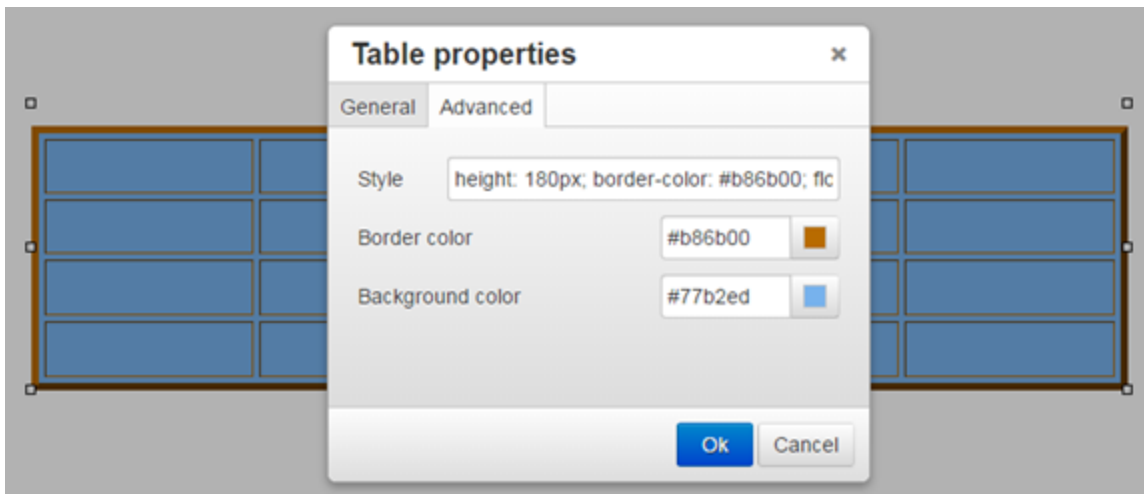 Table properties ×
General Advanced
Style height: 180px; border-color: #b86b00; flc
Border color #b86b00
Background color #77b2ed
Ok Cancel